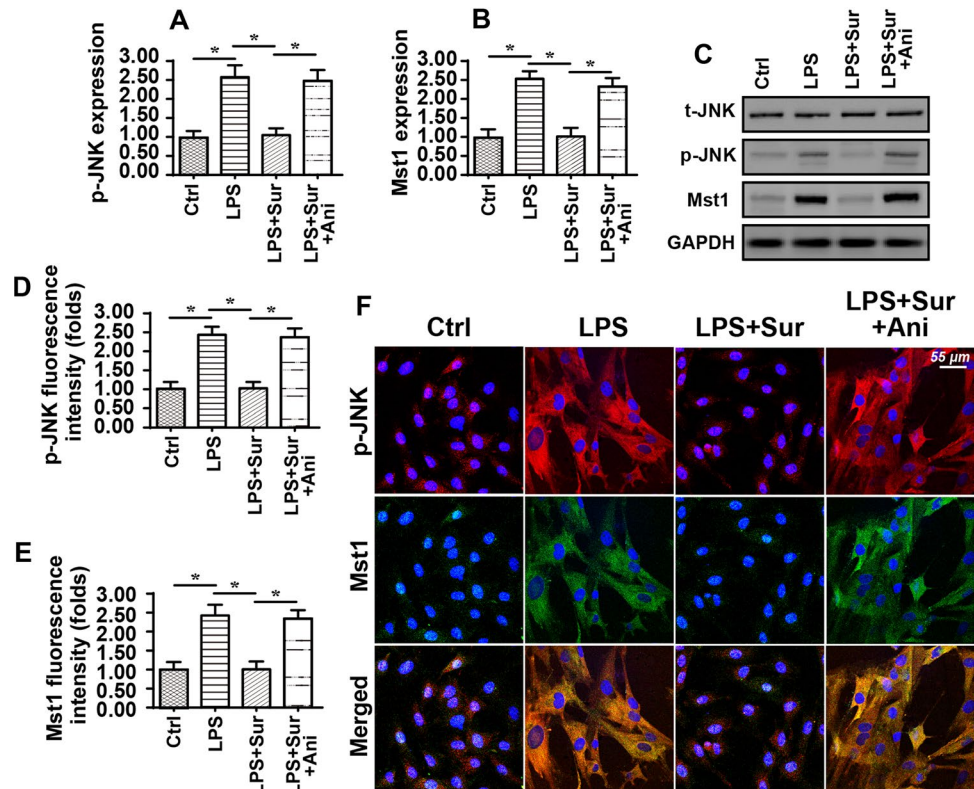 A
p-JNK expression
3.00
2.50
2.00
1.50
1.00
0.50
0.00
*
*
*
Ctrl
LPS
LPS+Sur
LPS+Sur
+Ani
B
Mst1 expression
3.00
2.50
2.00
1.50
1.00
0.50
0.00
*
*
*
Ctrl
LPS
LPS+Sur
LPS+Sur
+Ani
C
Ctrl
LPS
LPS+Sur
LPS+Sur
+Ani
t-JNK
p-JNK
Mst1
GAPDH
D
p-JNK fluorescence
intensity (folds)
3.00
2.50
2.00
1.50
1.00
0.50
0.00
*
*
*
Ctrl
LPS
LPS+Sur
LPS+Sur
+Ani
E
Mst1 fluorescence
intensity (folds)
3.00
2.50
2.00
1.50
1.00
0.50
0.00
*
*
*
Ctrl
LPS
LPS+Sur
LPS+Sur
+Ani
F
Ctrl
LPS
LPS+Sur
LPS+Sur
+Ani
55 µm
p-JNK
Mst1
Merged